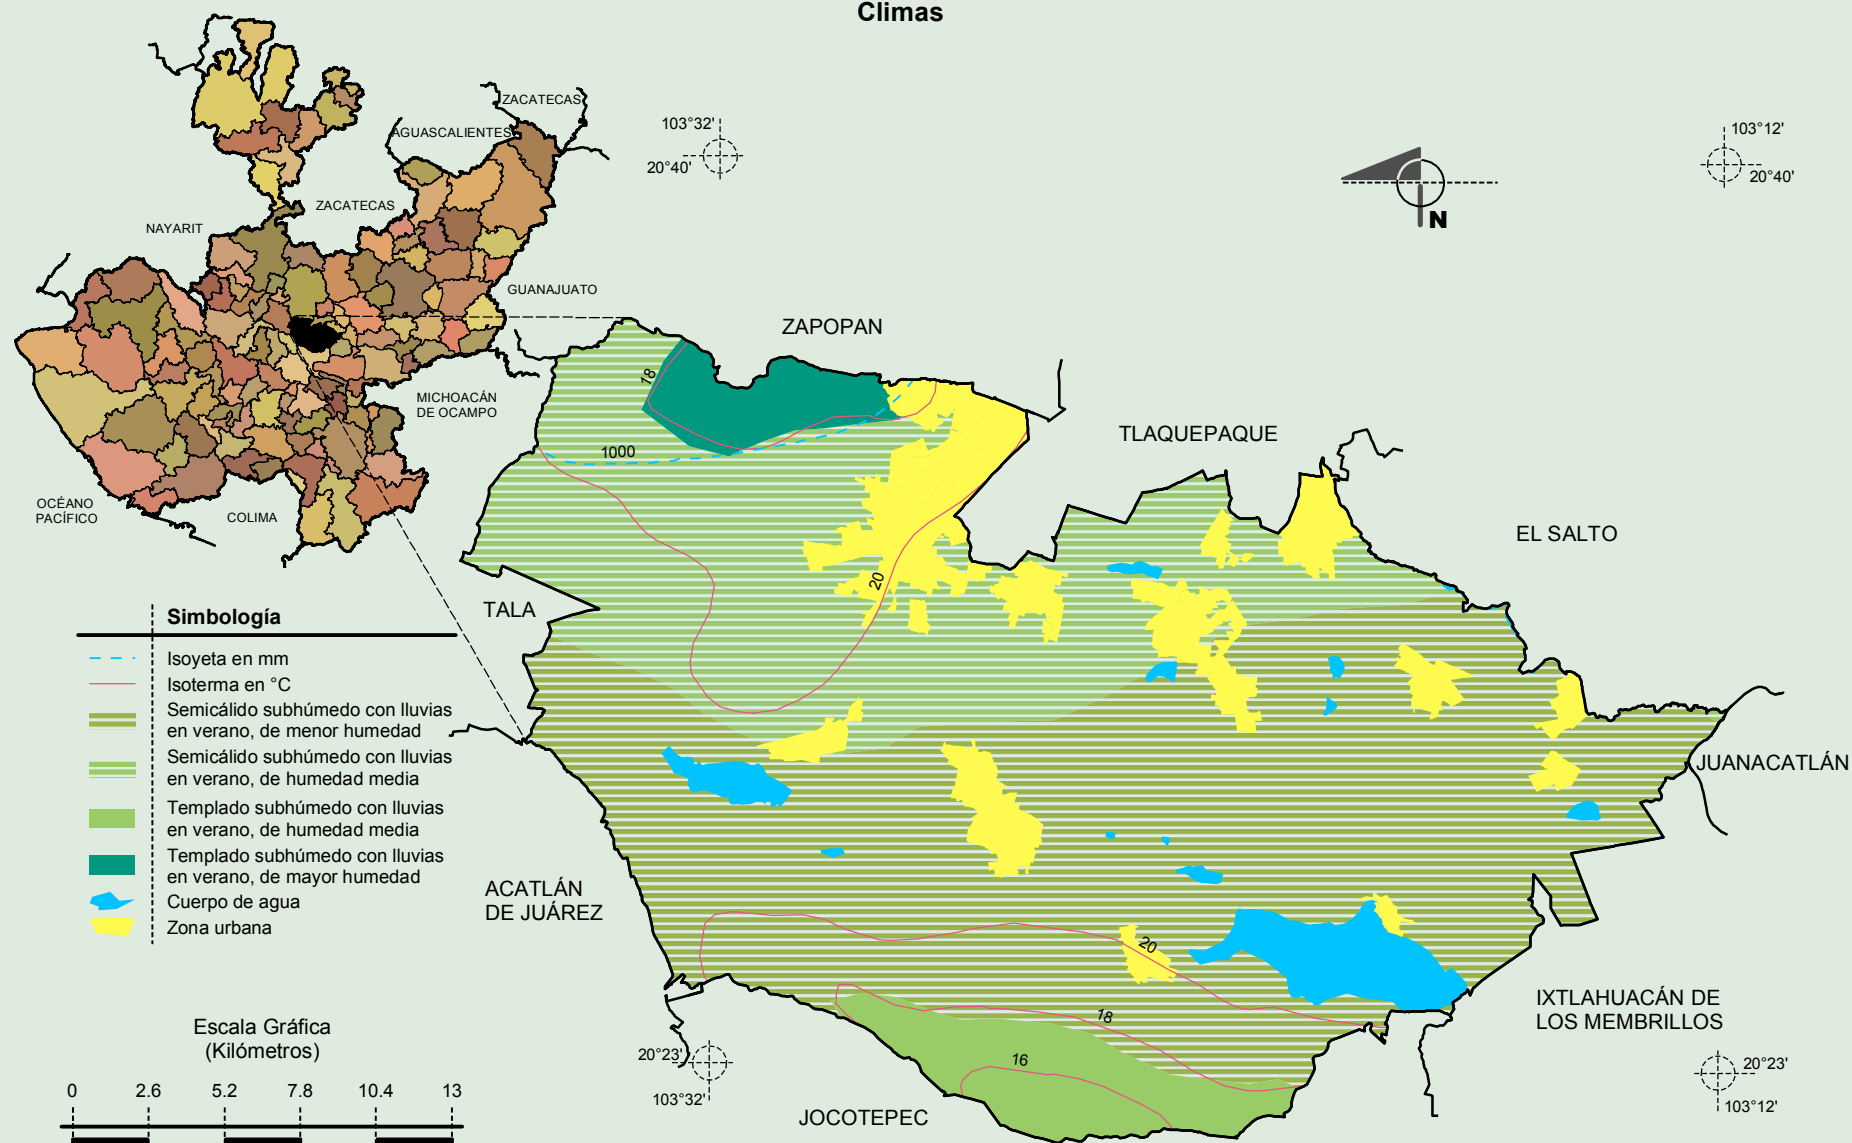 Climas
ZACATECAS
AGUASCALIENTES
ZACATECAS
NAYARIT
GUANAJUATO
MICHOACÁN
DE OCAMPO
OCÉANO
PACÍFICO
COLIMA
103°32'
20°40'
103°12'
20°40'
N
ZAPOPAN
TLAQUEPAQUE
EL SALTO
TALA
JUANACATLÁN
ACATLÁN
DE JUÁREZ
IXTLAHUACÁN DE
LOS MEMBRILLOS
JOCOTEPEC
18
1000
20
20
18
16
Simbología
Isoyeta en mm
Isoterma en °C
Semicálido subhúmedo con lluvias
en verano, de menor humedad
Semicálido subhúmedo con lluvias
en verano, de humedad media
Templado subhúmedo con lluvias
en verano, de humedad media
Templado subhúmedo con lluvias
en verano, de mayor humedad
Cuerpo de agua
Zona urbana
Escala Gráfica
(Kilómetros)
0 2.6 5.2 7.8 10.4 13
20°23'
103°32'
20°23'
103°12'